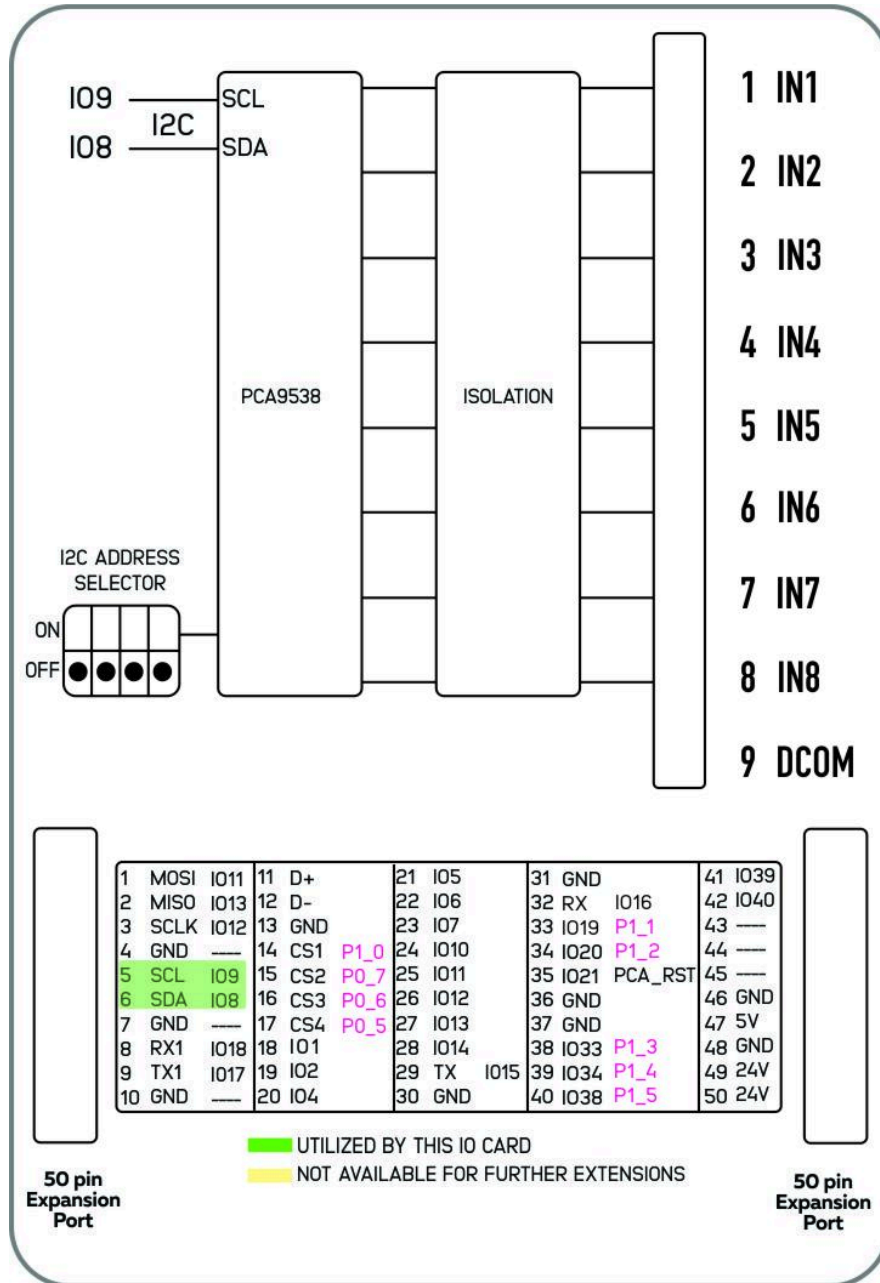 IO9 SCL 1 IN1
I2C
IO8 SDA
2 IN2
3 IN3
4 IN4
PCA9538 ISOLATION
5 IN5
6 IN6
I2C ADDRESS
SELECTOR
7 IN7
ON
OFF
8 IN8
9 DCOM
1 MOSI IO11 11 D+ 21 IO5 31 GND 41 IO39
2 MISO IO13 12 D- 22 IO6 32 RX IO16 42 IO40
3 SCLK IO12 13 GND 23 IO7 33 IO19 P1_1 43 ----
4 GND ---- 14 CS1 P1_0 24 IO10 34 IO20 P1_2 44 ----
5 SCL IO9 15 CS2 P0_7 25 IO11 35 IO21 PCA_RST 45 ----
6 SDA IO8 16 CS3 P0_6 26 IO12 36 GND 46 GND
7 GND ---- 17 CS4 P0_5 27 IO13 37 GND 47 5V
8 RX1 IO18 18 IO1 28 IO14 38 IO33 P1_3 48 GND
9 TX1 IO17 19 IO2 29 TX IO15 39 IO34 P1_4 49 24V
10 GND ---- 20 IO4 30 GND 40 IO38 P1_5 50 24V
UTILIZED BY THIS IO CARD
NOT AVAILABLE FOR FURTHER EXTENSIONS
50 pin
Expansion
Port
50 pin
Expansion
Port